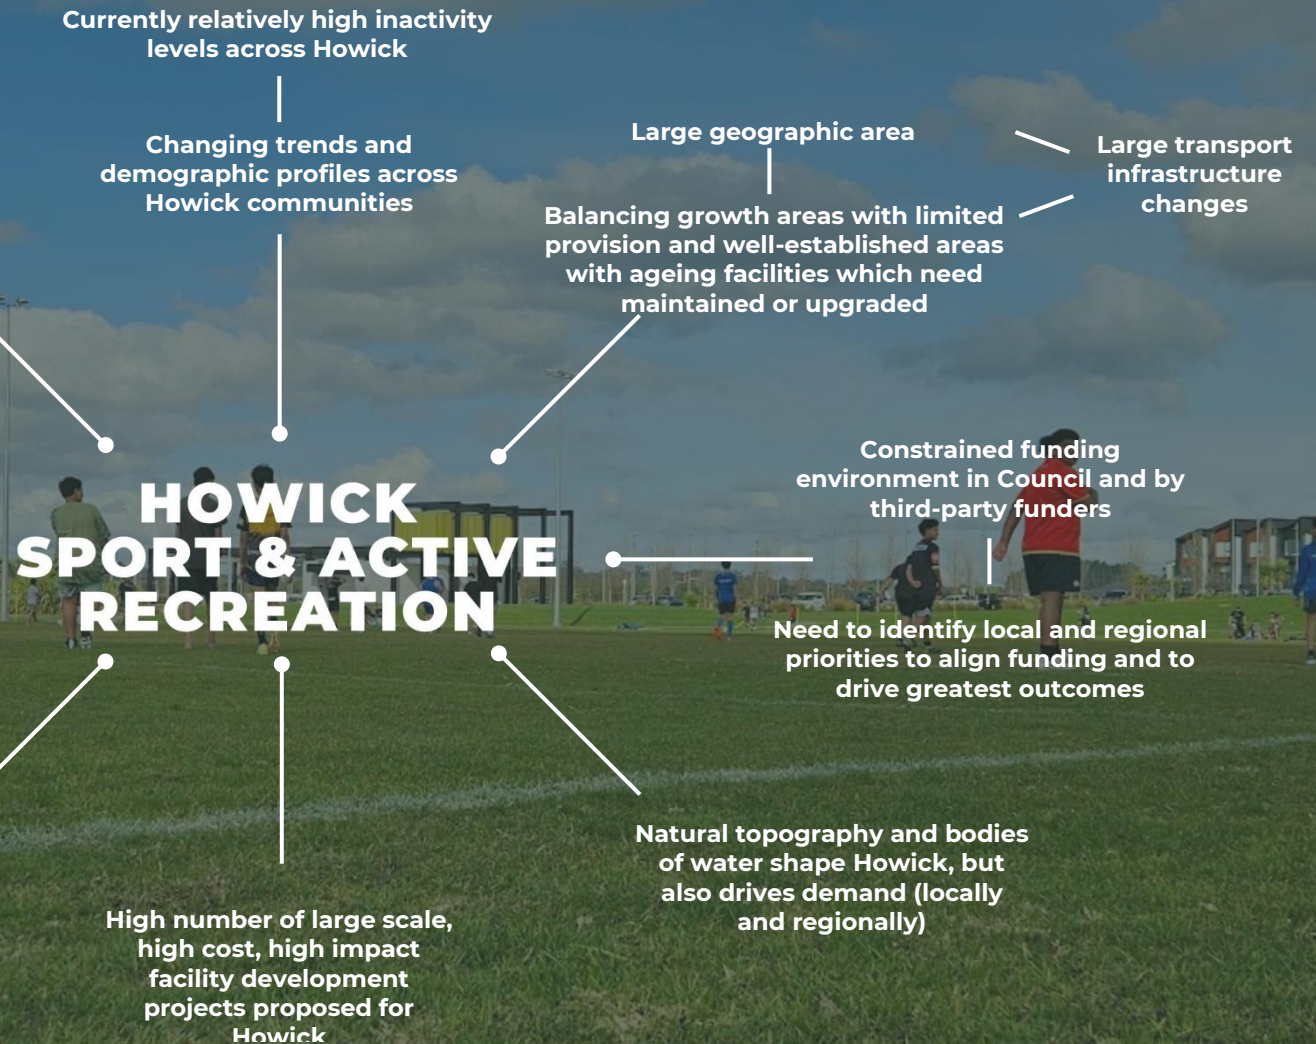 Currently relatively high inactivity
levels across Howick
Changing trends and
demographic profiles across
Howick communities
Large geographic area
Balancing growth areas with limited
provision and well-established areas
with ageing facilities which need
maintained or upgraded
Large transport
infrastructure
changes
HOWICK
SPORT & ACTIVE
RECREATION
Constrained funding
environment in Council and by
third-party funders
Need to identify local and regional
priorities to align funding and to
drive greatest outcomes
Natural topography and bodies
of water shape Howick, but
also drives demand (locally
and regionally)
High number of large scale,
high cost, high impact
facility development
projects proposed for
Howick